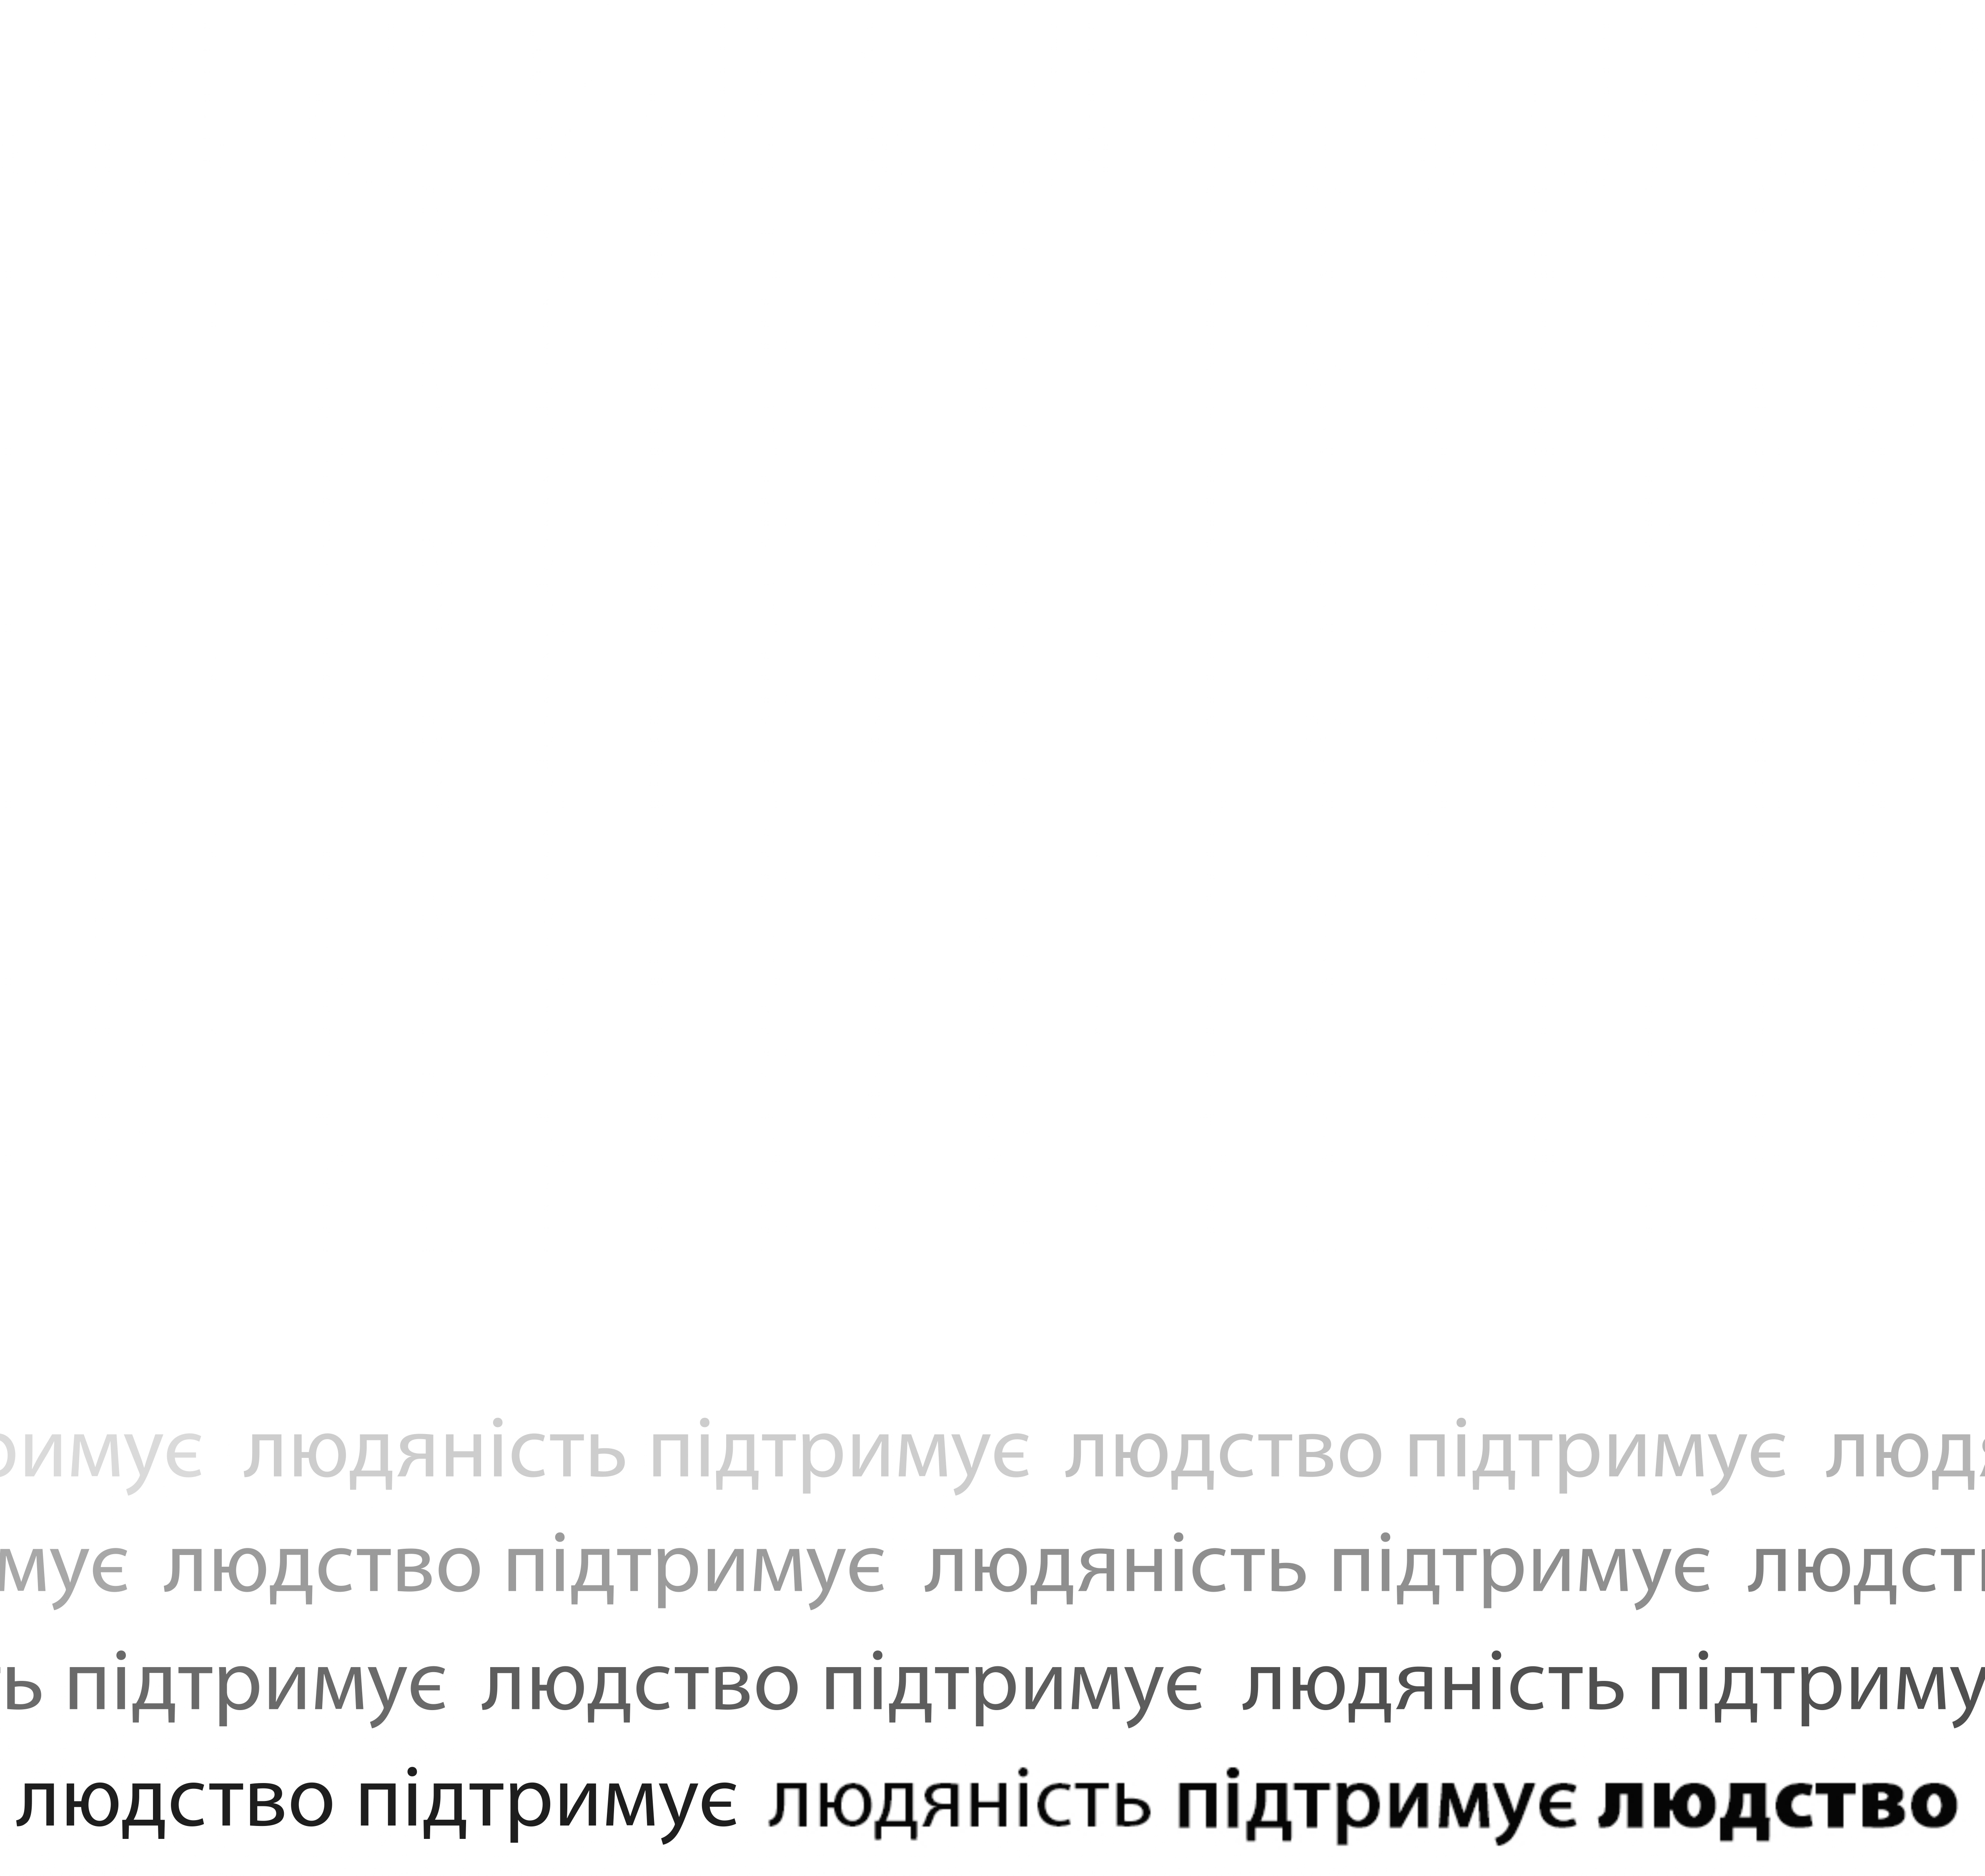 римує людяність підтримує людство підтримує людя
мує людство підтримує людяність підтримує людст
ь підтримує людство підтримує людяність підтриму
людство підтримує людяність підтримує людство